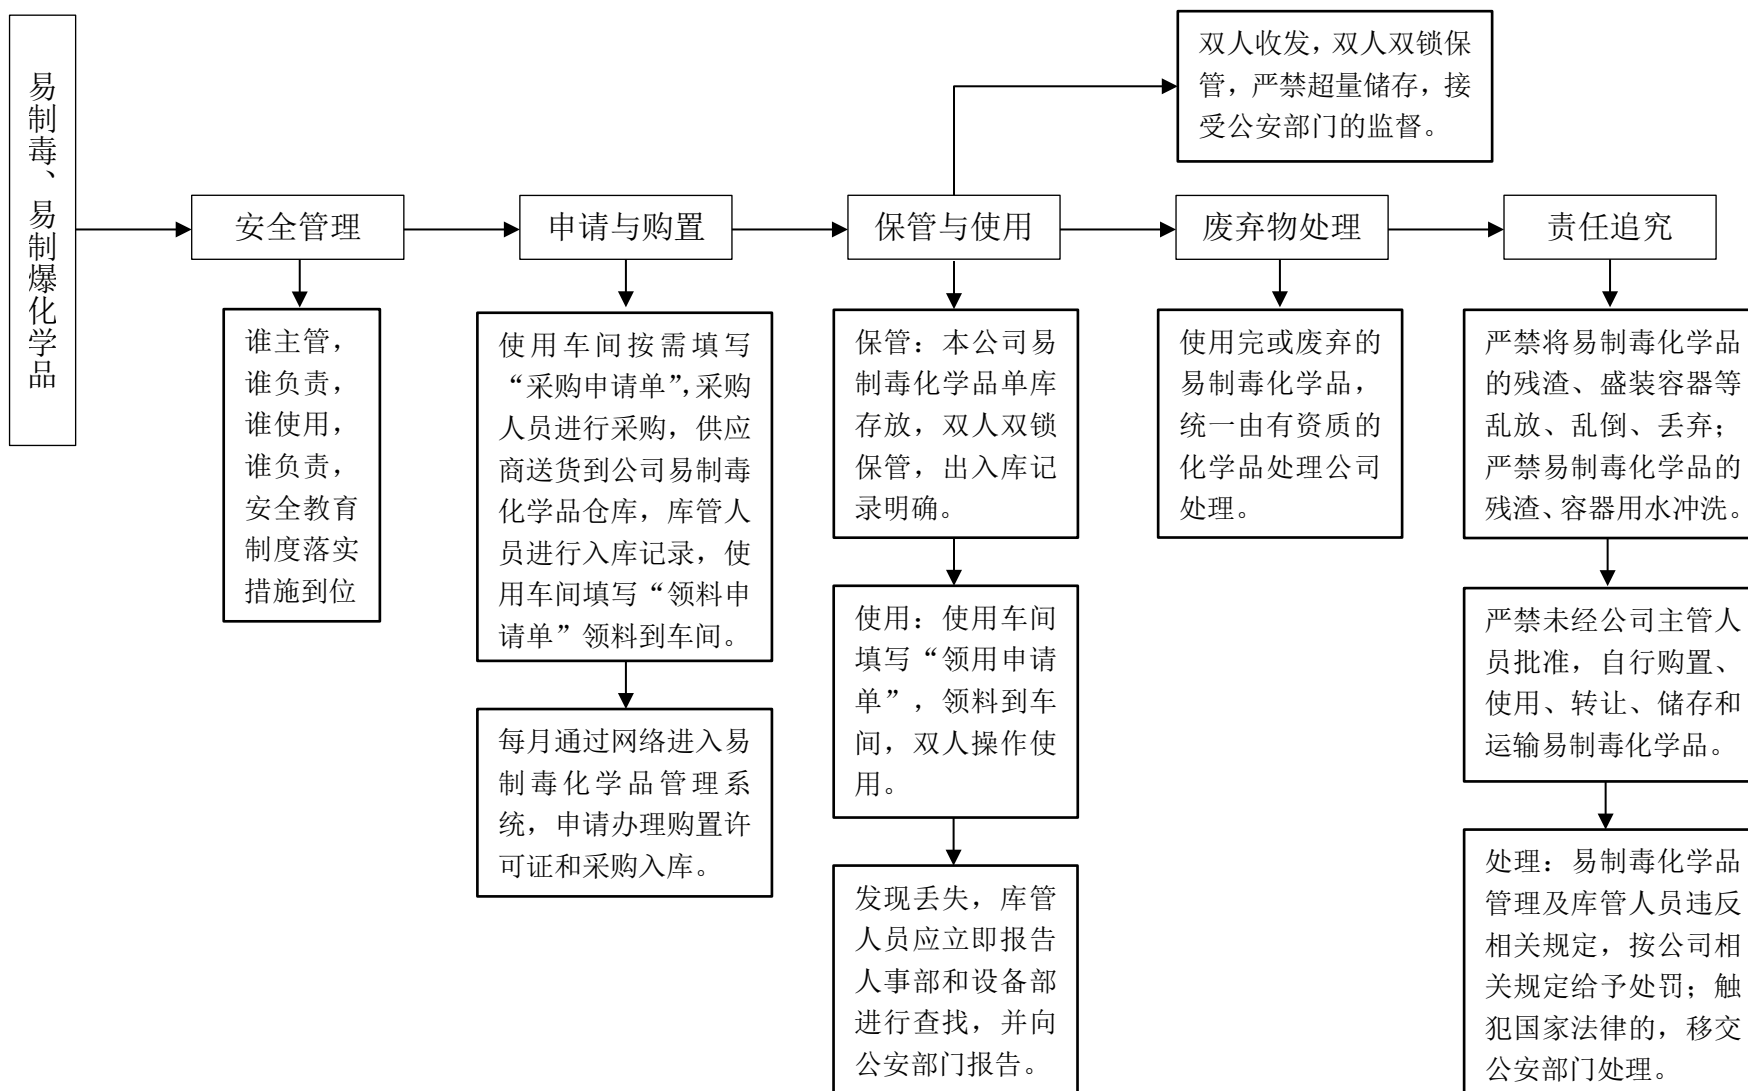 易制毒、易制爆化学品
双人收发，双人双锁保
管，严禁超量储存，接
受公安部门的监督。
安全管理
申请与购置
保管与使用
废弃物处理
责任追究
谁主管，
谁负责，
谁使用，
谁负责，
安全教育
制度落实
措施到位
使用车间按需填写
“采购申请单”，采购
人员进行采购，供应
商送货到公司易制毒
化学品仓库，库管人
员进行入库记录，使
用车间填写“领料申
请单”领料到车间。
每月通过网络进入易
制毒化学品管理系
统，申请办理购置许
可证和采购入库。
保管：本公司易
制毒化学品单库
存放，双人双锁
保管，出入库记
录明确。
使用：使用车间
填写“领用申请
单”，领料到车
间，双人操作使
用。
发现丢失，库管
人员应立即报告
人事部和设备部
进行查找，并向
公安部门报告。
使用完或废弃的
易制毒化学品，
统一由有资质的
化学品处理公司
处理。
严禁将易制毒化学品
的残渣、盛装容器等
乱放、乱倒、丢弃；
严禁易制毒化学品的
残渣、容器用水冲洗。
严禁未经公司主管人
员批准，自行购置、
使用、转让、储存和
运输易制毒化学品。
处理：易制毒化学品
管理及库管人员违反
相关规定，按公司相
关规定给予处罚；触
犯国家法律的，移交
公安部门处理。